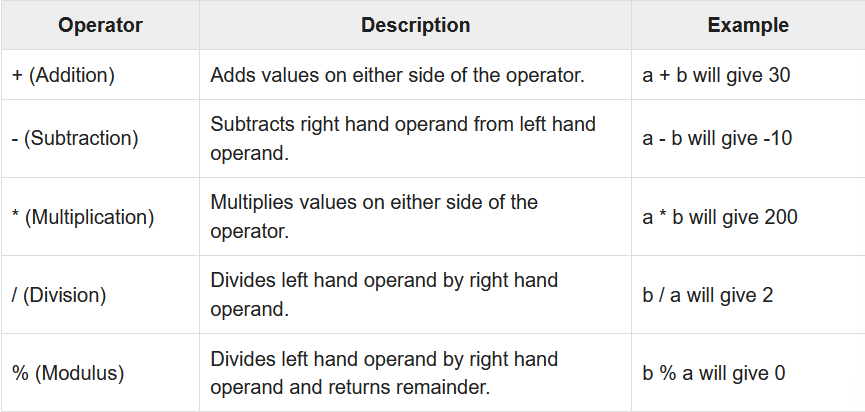 Operator Description Example
+ (Addition) Adds values on either side of the operator. a + b will give 30
- (Subtraction) Subtracts right hand operand from left hand
operand. a - b will give -10
* (Multiplication) Multiplies values on either side of the
operator. a * b will give 200
/ (Division) Divides left hand operand by right hand
operand. b / a will give 2
% (Modulus) Divides left hand operand by right hand
operand and returns remainder. b % a will give 0